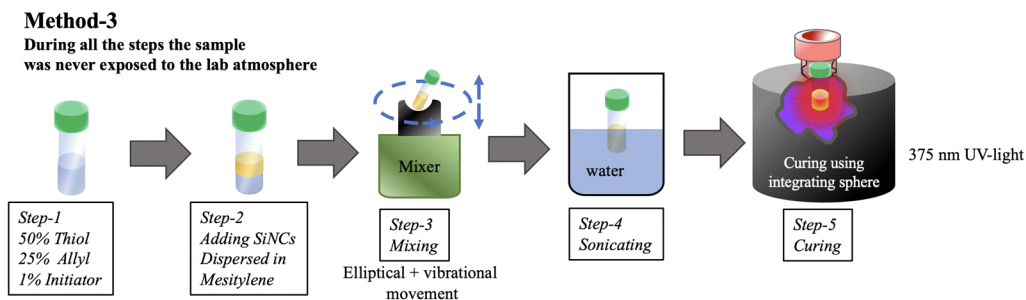 Method-3
During all the steps the sample
was never exposed to the lab atmosphere
Step-1
50% Thiol
25% Allyl
1% Initiator
Step-2
Adding SiNCs
Dispersed in
Mesitylene
Mixer
Step-3
Mixing
Elliptical + vibrational
movement
water
Step-4
Sonicating
Curing using
integrating sphere
Step-5
Curing
375 nm UV-light